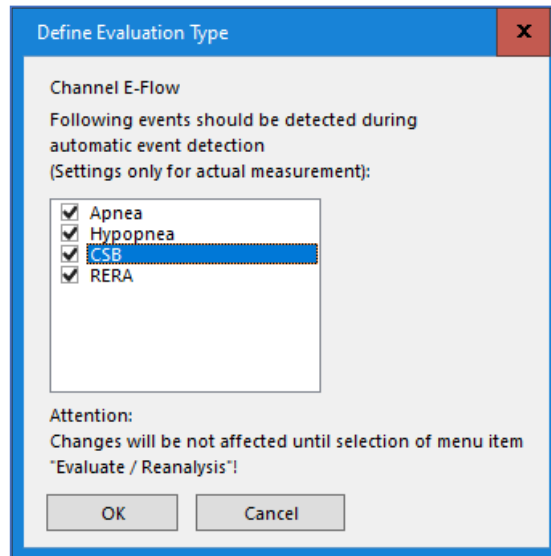 Define Evaluation Type
x
Channel E-Flow
Following events should be detected during
automatic event detection
(Settings only for actual measurement):
Apnea
Hypopnea
CSB
RERA
Attention:
Changes will be not affected until selection of menu item
"Evaluate / Reanalysis"!
OK
Cancel